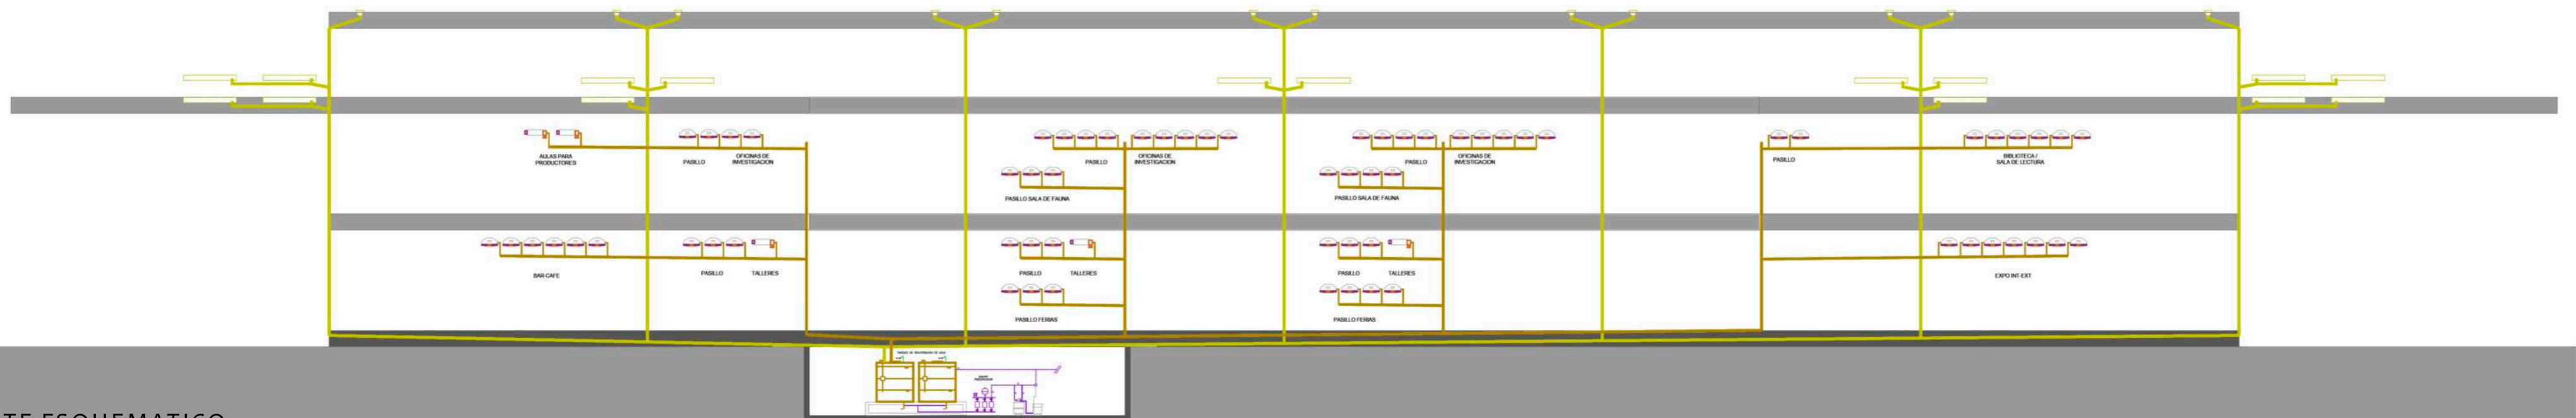 AULAS PARA
PRODUCTORES
PASILLO
OFICINAS DE
INVESTIGACION
PASILLO
OFICINAS DE
INVESTIGACION
PASILLO
OFICINAS DE
INVESTIGACION
PASILLO
BIBLIOTECA /
SALA DE LECTURA
PASILLO SALA DE FAUNA
PASILLO SALA DE FAUNA
BAR-CAFE
PASILLO
TALLERES
PASILLO
TALLERES
PASILLO
TALLERES
EXPO INT-EXT
PASILLO FERIAS
PASILLO FERIAS
TE ESQUEMATICO